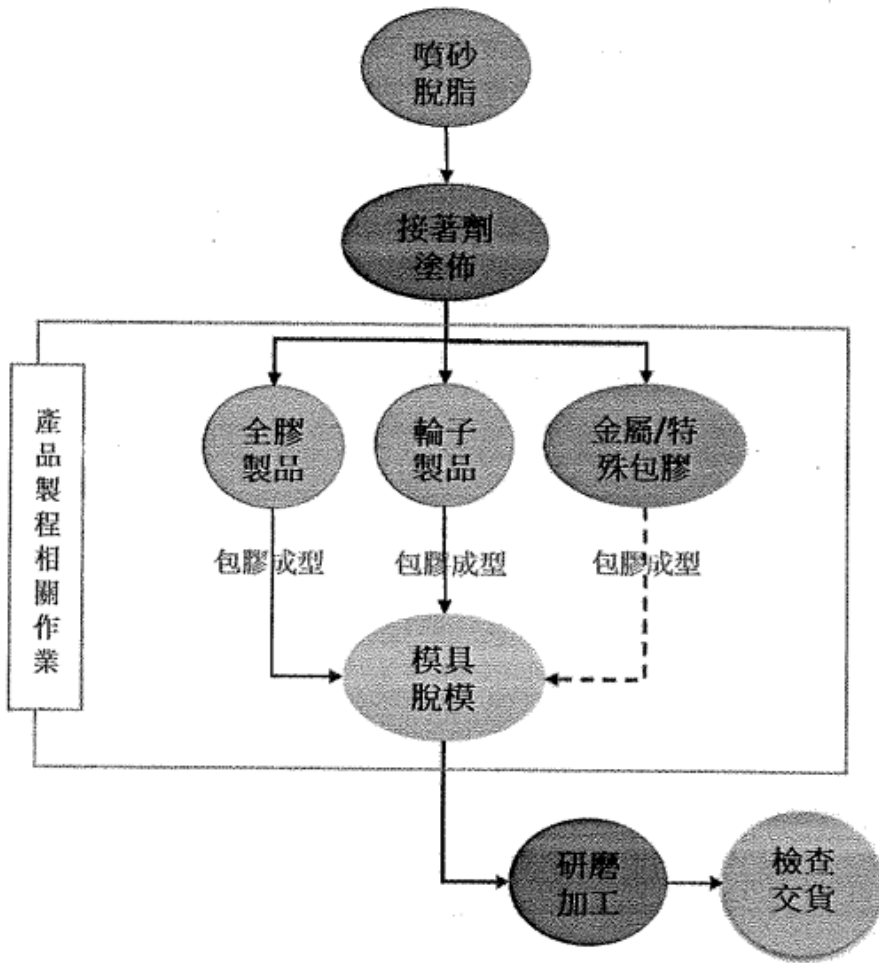 噴砂
脫脂
接著劑
塗佈
產品製程相關作業
全膠
製品
輪子
製品
金屬/特
殊包膠
包膠成型
包膠成型
包膠成型
模具
脫模
研磨
加工
檢查
交貨